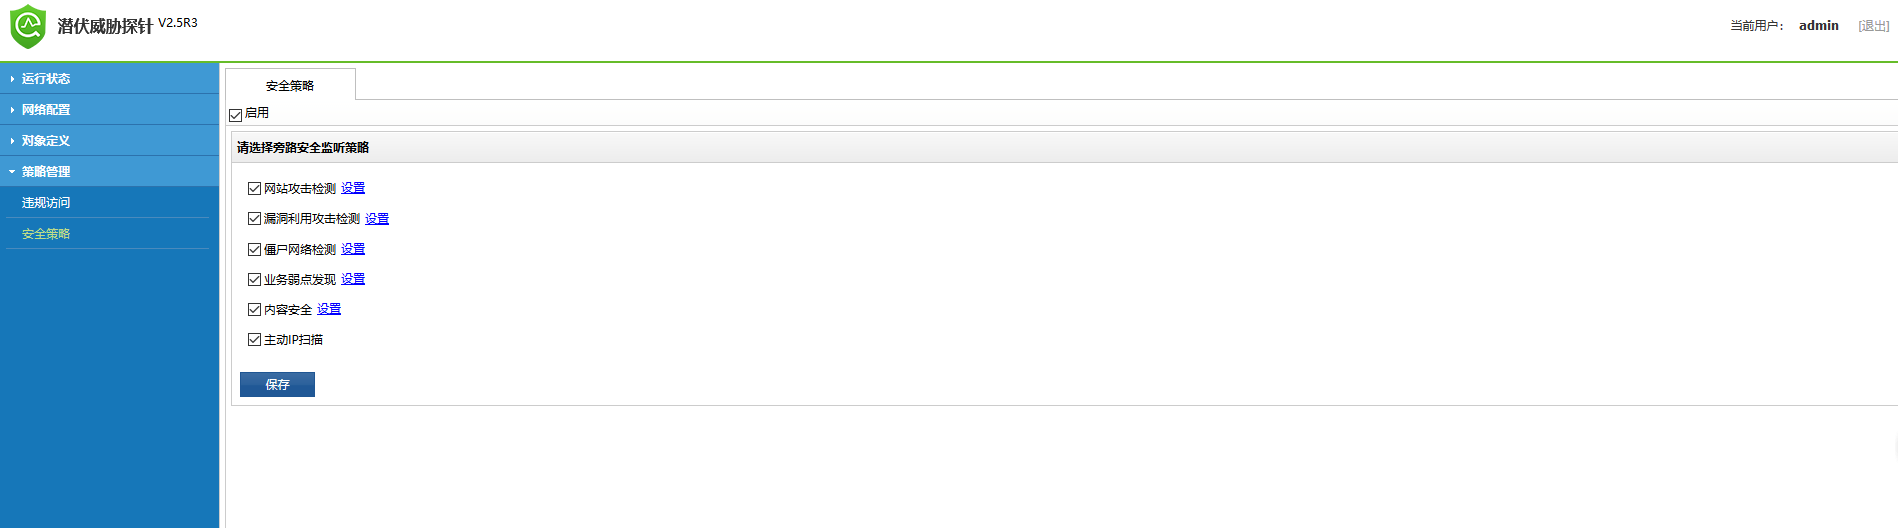 潜伏威胁探针 V2.5R3
当前用户： admin [退出]
运行状态
网络配置
对象定义
策略管理
违规访问
安全策略
安全策略
启用
请选择旁路安全监听策略
网站攻击检测 设置
漏洞利用攻击检测 设置
僵尸网络检测 设置
业务弱点发现 设置
内容安全 设置
主动IP扫描
保存